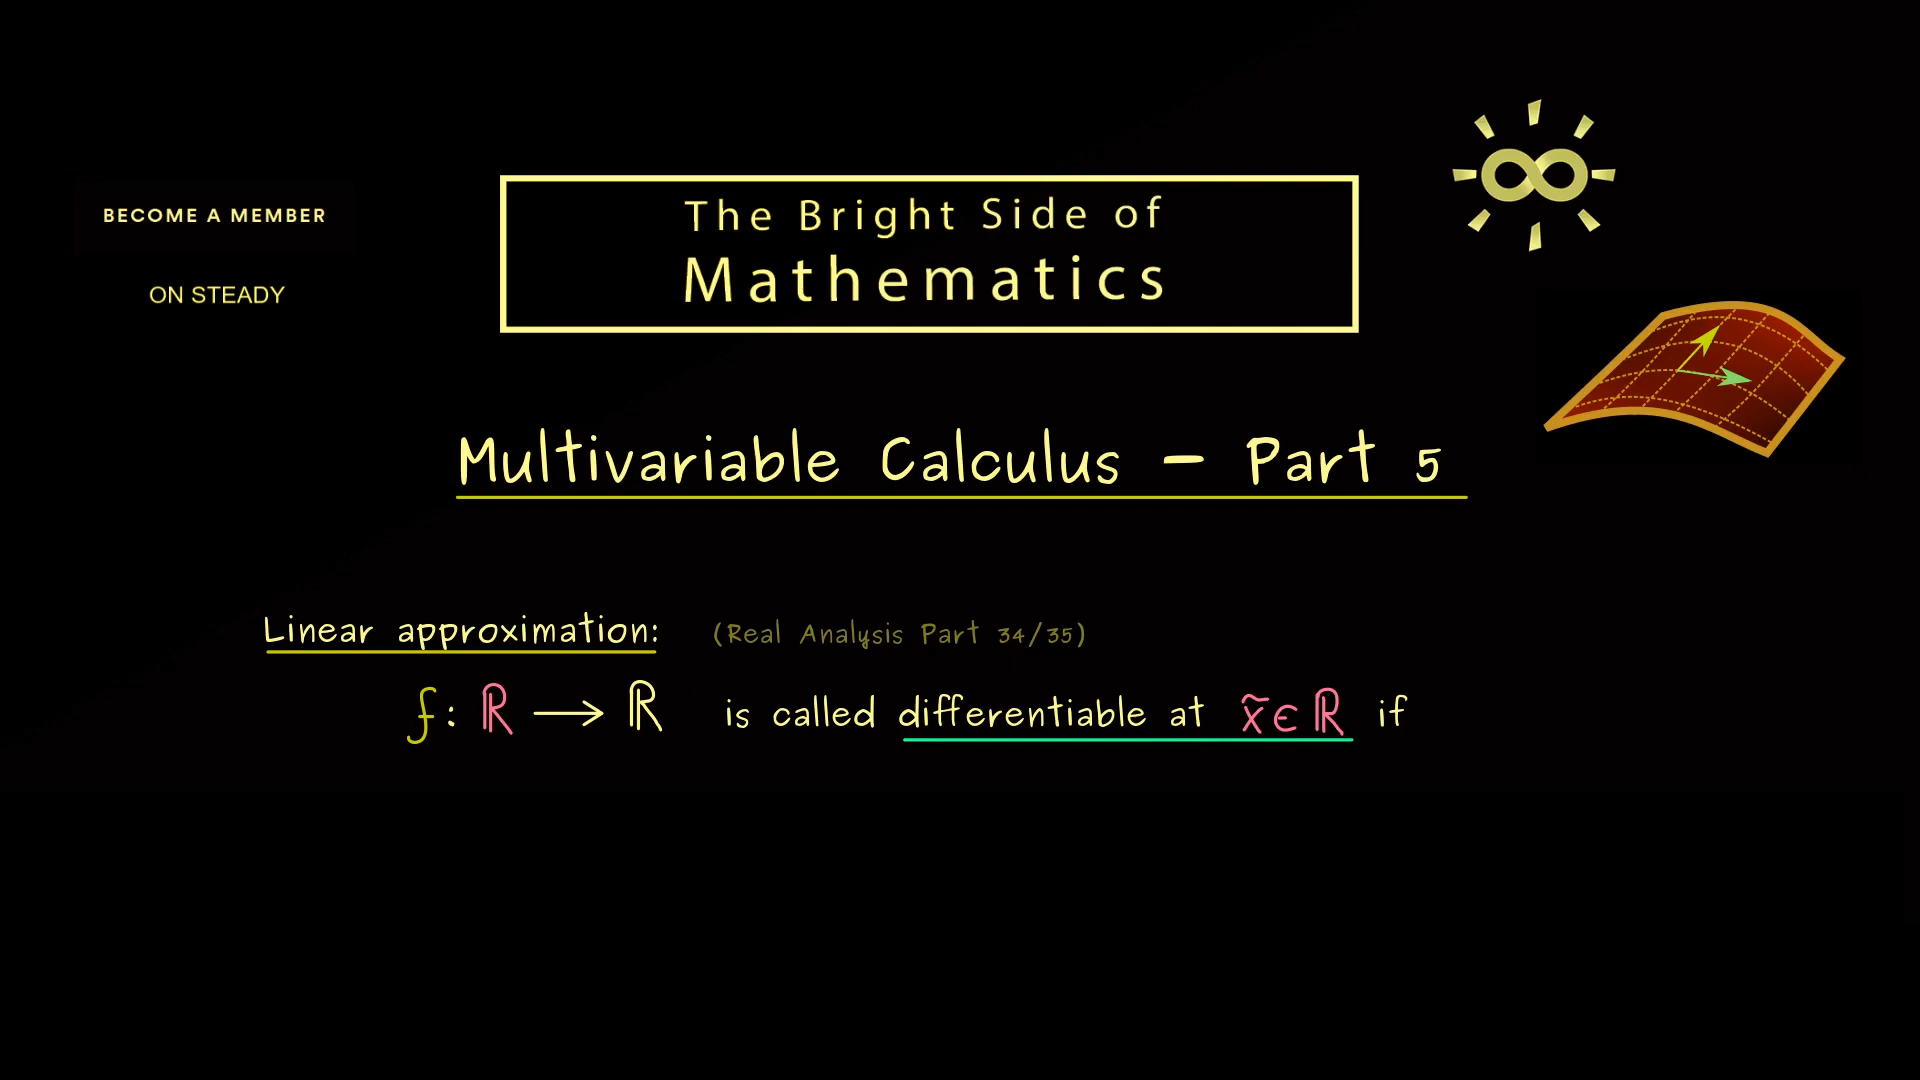 BECOME A MEMBER
ON STEADY
The Bright Side of
Mathematics
Multivariable Calculus - Part 5
Linear approximation: (Real Analysis Part 34/35)
f: ℝ ⟶ ℝ is called differentiable at x̃ ∈ ℝ if